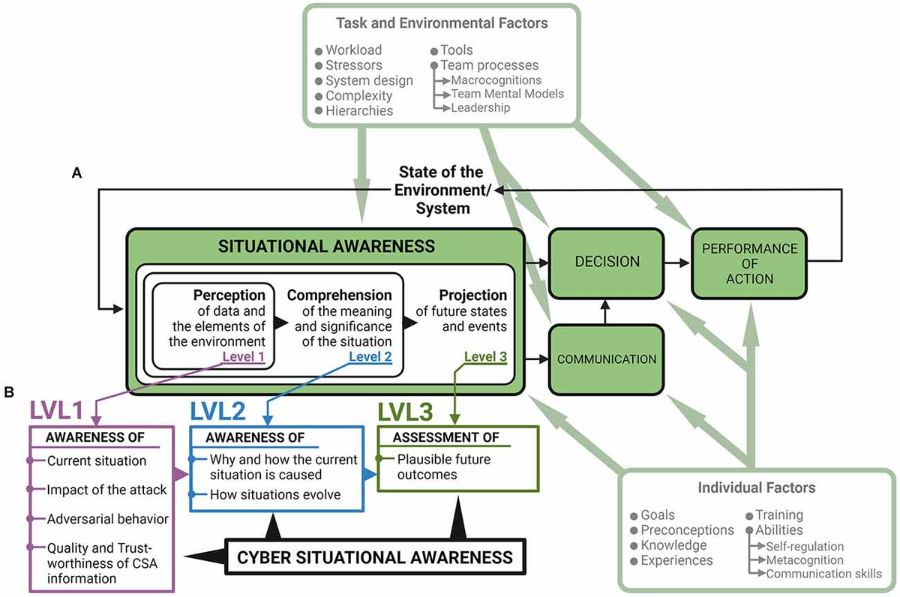 Task and Environmental Factors
Workload
Stressors
System design
Complexity
Hierarchies
Tools
Team processes
Macrocognitions
Team Mental Models
Leadership
A
State of the
Environment/
System
SITUATIONAL AWARENESS
Perception
of data and
the elements of
the environment
Level 1
Comprehension
of the meaning
and significance
of the situation
Level 2
Projection
of future states
and events
Level 3
DECISION
PERFORMANCE
OF
ACTION
COMMUNICATION
B
LVL1
AWARENESS OF
Current situation
Impact of the attack
Adversarial behavior
Quality and Trust-
worthiness of CSA
information
LVL2
AWARENESS OF
Why and how the current
situation is caused
How situations evolve
LVL3
ASSESSMENT OF
Plausible future
outcomes
CYBER SITUATIONAL AWARENESS
Individual Factors
Goals
Preconceptions
Knowledge
Experiences
Training
Abilities
Self-regulation
Metacognition
Communication skills